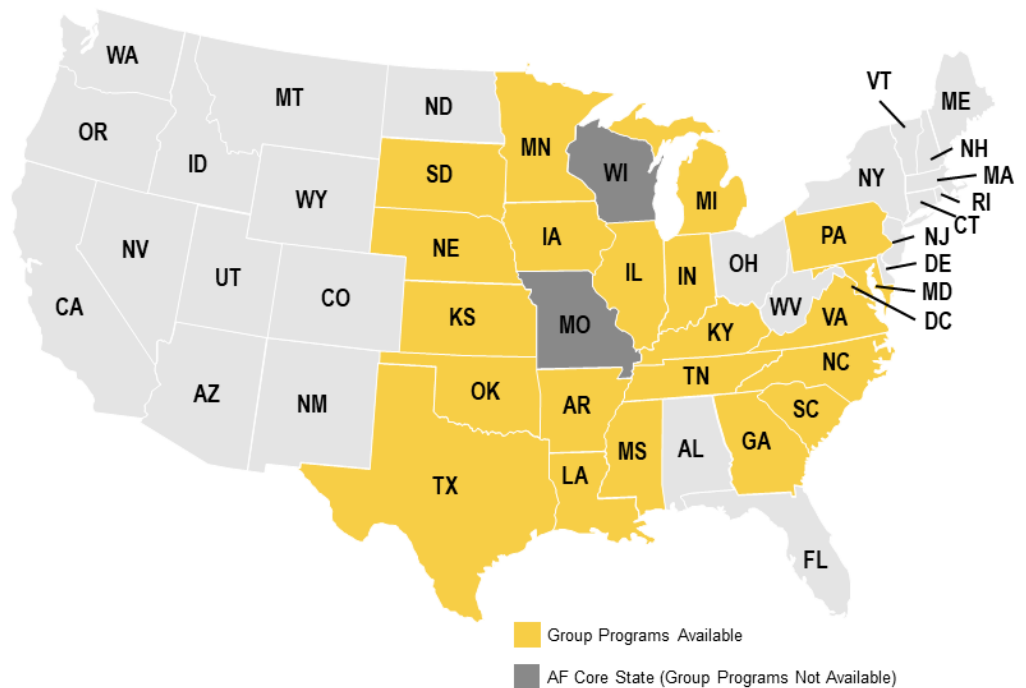 WA
MT
ND
VT
ME
OR
ID
MN
NH
SD
WI
MA
NY
WY
MI
RI
CT
NV
NE
IA
PA
NJ
UT
IL
IN
OH
DE
CO
MD
CA
KS
MO
WV
VA
DC
KY
AZ
NM
OK
AR
TN
NC
SC
MS
AL
GA
TX
LA
FL
Group Programs Available
AF Core State (Group Programs Not Available)